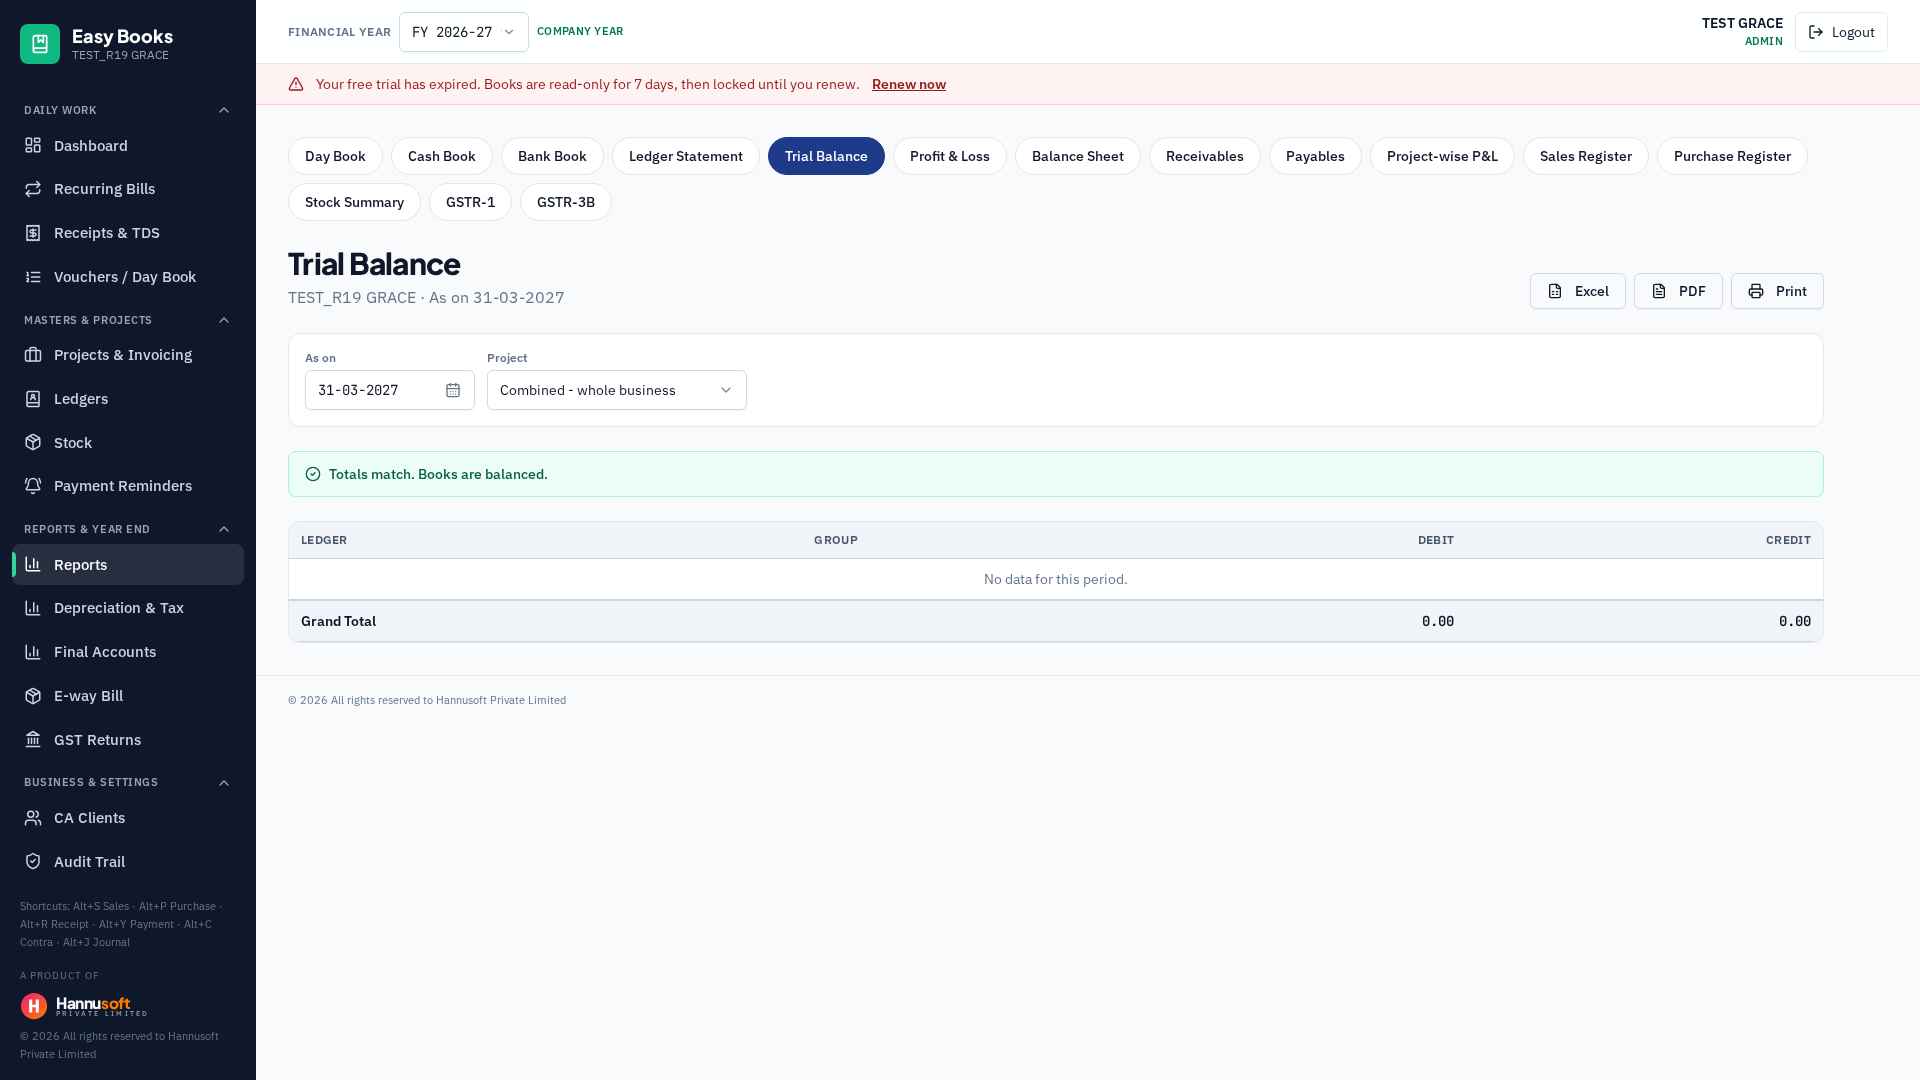 Easy Books
TEST_R19 GRACE
DAILY WORK
Dashboard
Recurring Bills
Receipts & TDS
Vouchers / Day Book
MASTERS & PROJECTS
Projects & Invoicing
Ledgers
Stock
Payment Reminders
REPORTS & YEAR END
Reports
Depreciation & Tax
Final Accounts
E-way Bill
GST Returns
BUSINESS & SETTINGS
CA Clients
Audit Trail
Shortcuts: Alt+S Sales · Alt+P Purchase ·
Alt+R Receipt · Alt+Y Payment · Alt+C
Contra · Alt+J Journal
A PRODUCT OF
H Hannusoft
PRIVATE LIMITED
© 2026 All rights reserved to Hannusoft
Private Limited
FINANCIAL YEAR FY 2026-27 COMPANY YEAR
TEST GRACE
ADMIN
Logout
Your free trial has expired. Books are read-only for 7 days, then locked until you renew. Renew now
Day Book Cash Book Bank Book Ledger Statement Trial Balance Profit & Loss Balance Sheet Receivables Payables Project-wise P&L Sales Register Purchase Register
Stock Summary GSTR-1 GSTR-3B
Trial Balance
TEST_R19 GRACE · As on 31-03-2027
Excel PDF Print
As on Project
31-03-2027 Combined - whole business
Totals match. Books are balanced.
LEDGER GROUP DEBIT CREDIT
No data for this period.
Grand Total 0.00 0.00
© 2026 All rights reserved to Hannusoft Private Limited